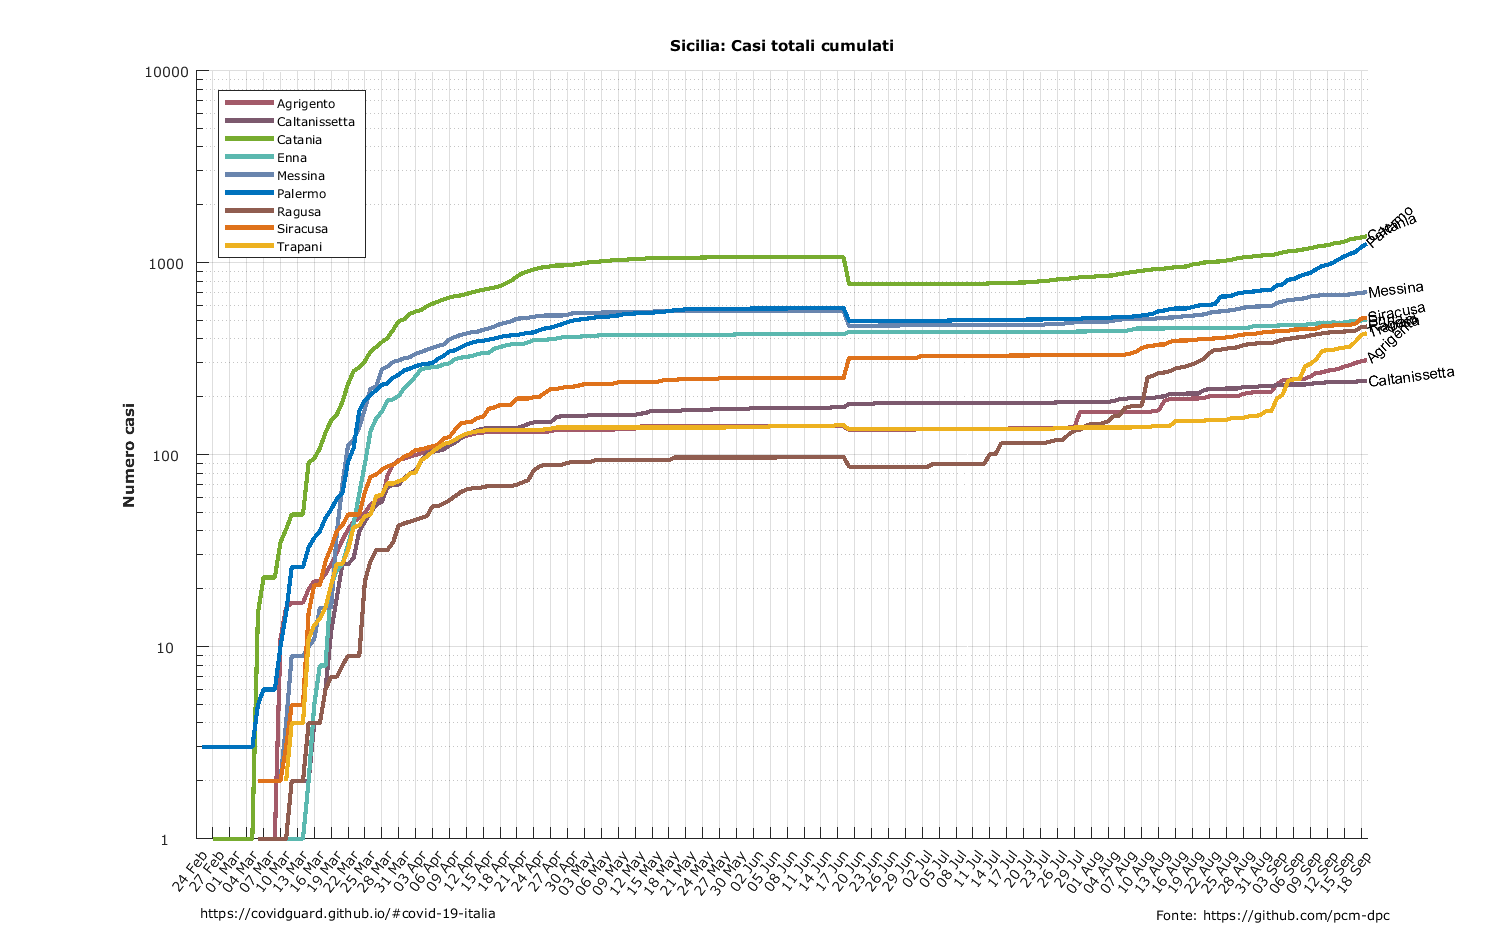 Sicilia: Casi totali cumulati
Numero casi
10000
1000
100
10
1
Agrigento
Caltanissetta
Catania
Enna
Messina
Palermo
Ragusa
Siracusa
Trapani
Catania
Palermo
Messina
Siracusa
Trapani
Agrigento
Caltanissetta
24 Feb
27 Feb
01 Mar
04 Mar
07 Mar
10 Mar
13 Mar
16 Mar
19 Mar
22 Mar
25 Mar
28 Mar
31 Mar
03 Apr
06 Apr
09 Apr
12 Apr
15 Apr
18 Apr
21 Apr
24 Apr
27 Apr
30 Apr
03 May
06 May
09 May
12 May
15 May
18 May
21 May
24 May
27 May
30 May
02 Jun
05 Jun
08 Jun
11 Jun
14 Jun
17 Jun
20 Jun
23 Jun
26 Jun
29 Jun
02 Jul
05 Jul
08 Jul
11 Jul
14 Jul
17 Jul
20 Jul
23 Jul
26 Jul
29 Jul
01 Aug
04 Aug
07 Aug
10 Aug
13 Aug
16 Aug
19 Aug
22 Aug
25 Aug
28 Aug
31 Aug
03 Sep
06 Sep
09 Sep
12 Sep
15 Sep
18 Sep
https://covidguard.github.io/#covid-19-italia
Fonte: https://github.com/pcm-dpc